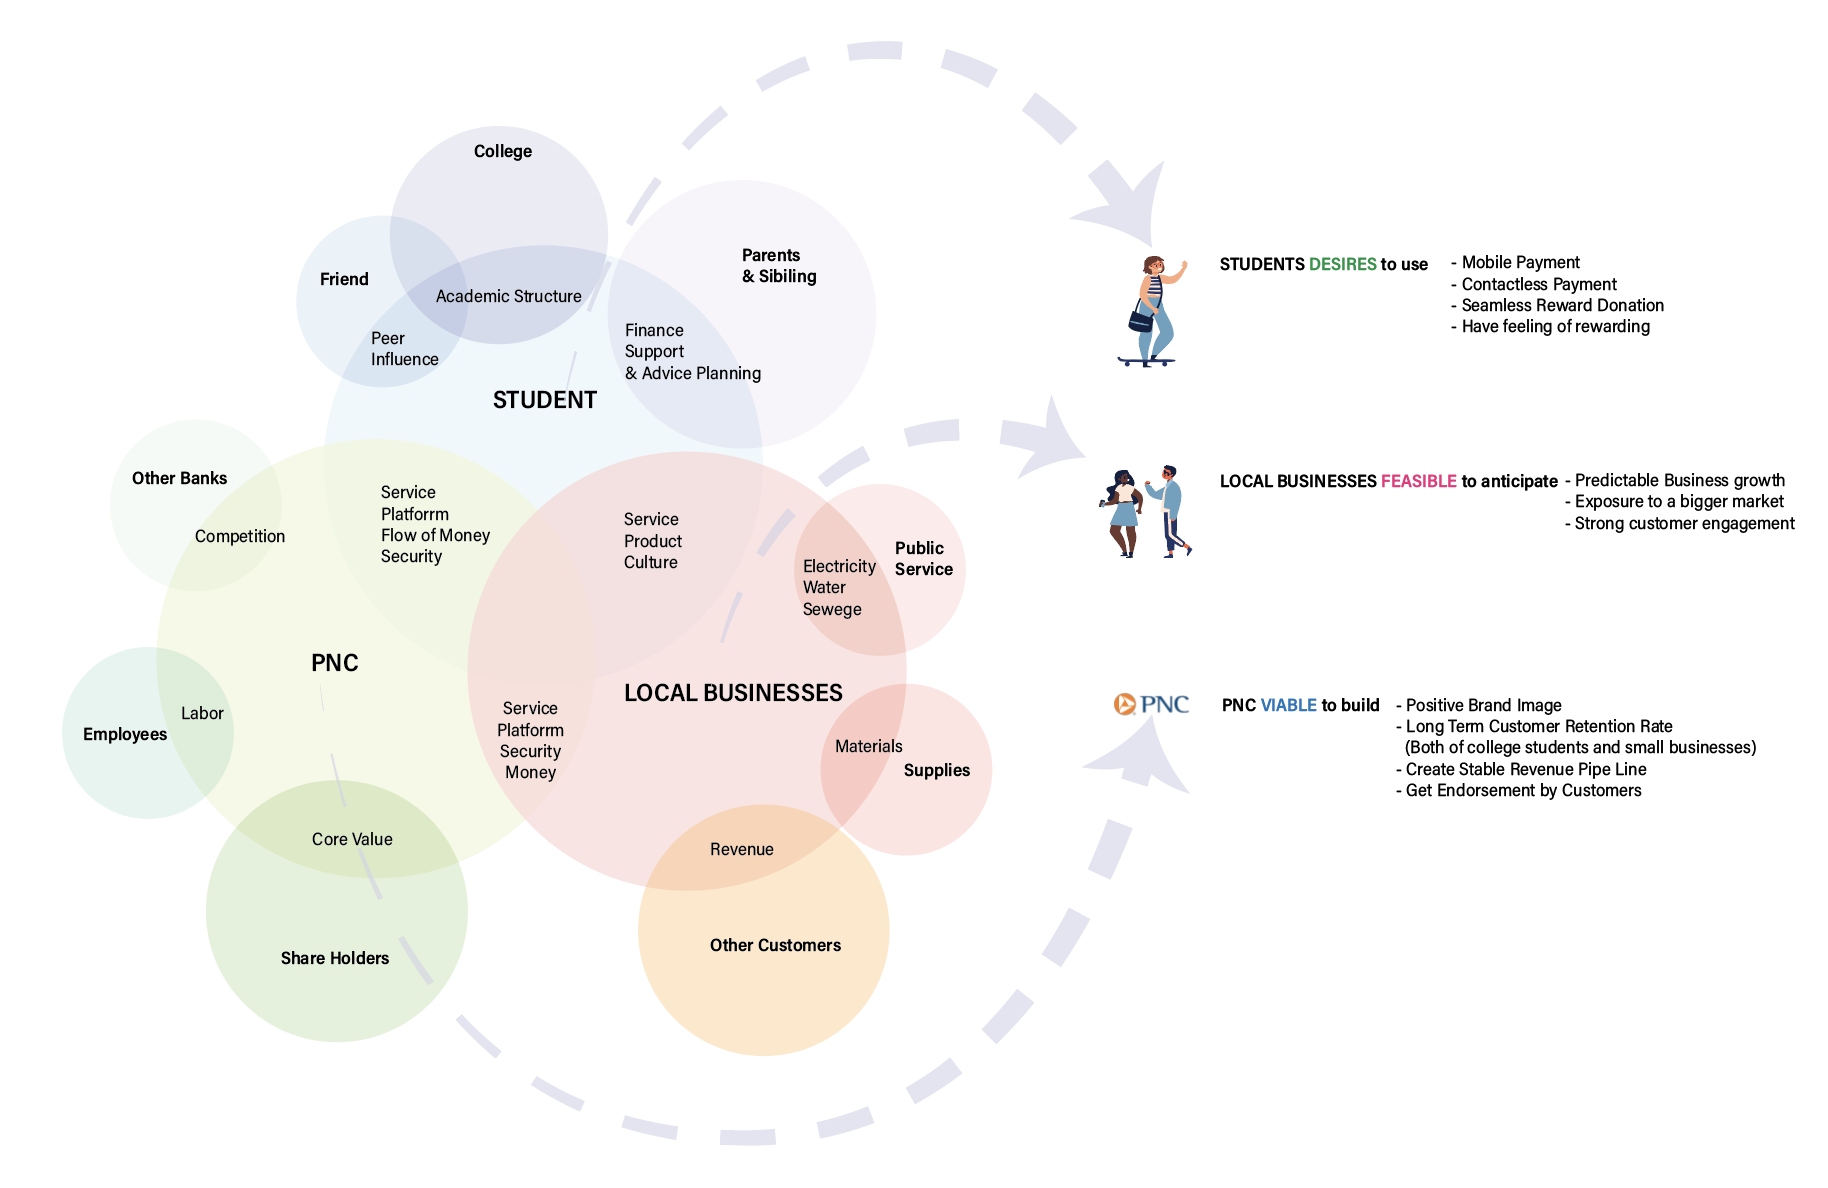 College
Friend
Academic Structure
Peer
Influence
Parents
& Sibiling
Finance
Support
& Advice Planning
STUDENT
Other Banks
Competition
Service
Platforrm
Flow of Money
Security
Service
Product
Culture
Electricity
Water
Sewege
Public
Service
PNC
LOCAL BUSINESSES
Employees
Labor
Service
Platforrm
Security
Money
Materials
Supplies
Core Value
Revenue
Share Holders
Other Customers
STUDENTS DESIRES to use
- Mobile Payment
- Contactless Payment
- Seamless Reward Donation
- Have feeling of rewarding
LOCAL BUSINESSES FEASIBLE to anticipate
- Predictable Business growth
- Exposure to a bigger market
- Strong customer engagement
PNC
PNC VIABLE to build
- Positive Brand Image
- Long Term Customer Retention Rate
(Both of college students and small businesses)
- Create Stable Revenue Pipe Line
- Get Endorsement by Customers